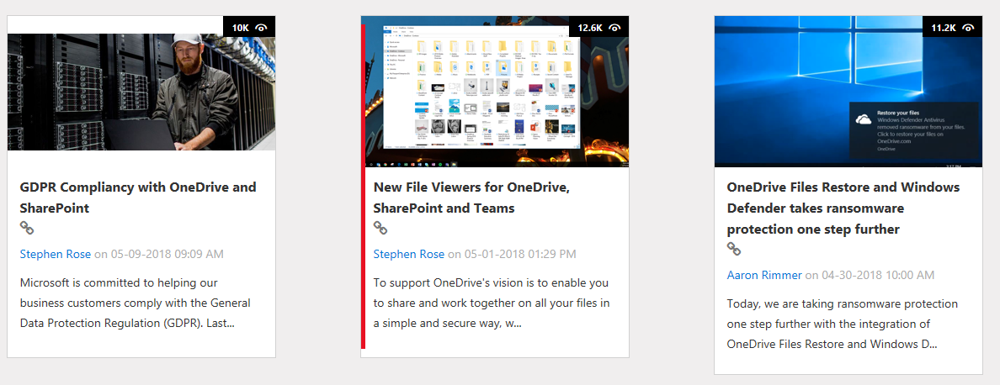 10K
GDPR Compliancy with OneDrive and
SharePoint
Stephen Rose on 05-09-2018 09:09 AM
Microsoft is committed to helping our
business customers comply with the General
Data Protection Regulation (GDPR). Last...
12.6K
New File Viewers for OneDrive,
SharePoint and Teams
Stephen Rose on 05-01-2018 01:29 PM
To support OneDrive's vision is to enable you
to share and work together on all your files in
a simple and secure way, w...
11.2K
Restore your files
Windows Defender Antivirus
removed ransomware from your files.
Click to restore your files on
OneDrive.com
OneDrive
OneDrive Files Restore and Windows
Defender takes ransomware
protection one step further
Aaron Rimmer on 04-30-2018 10:00 AM
Today, we are taking ransomware protection
one step further with the integration of
OneDrive Files Restore and Windows D...